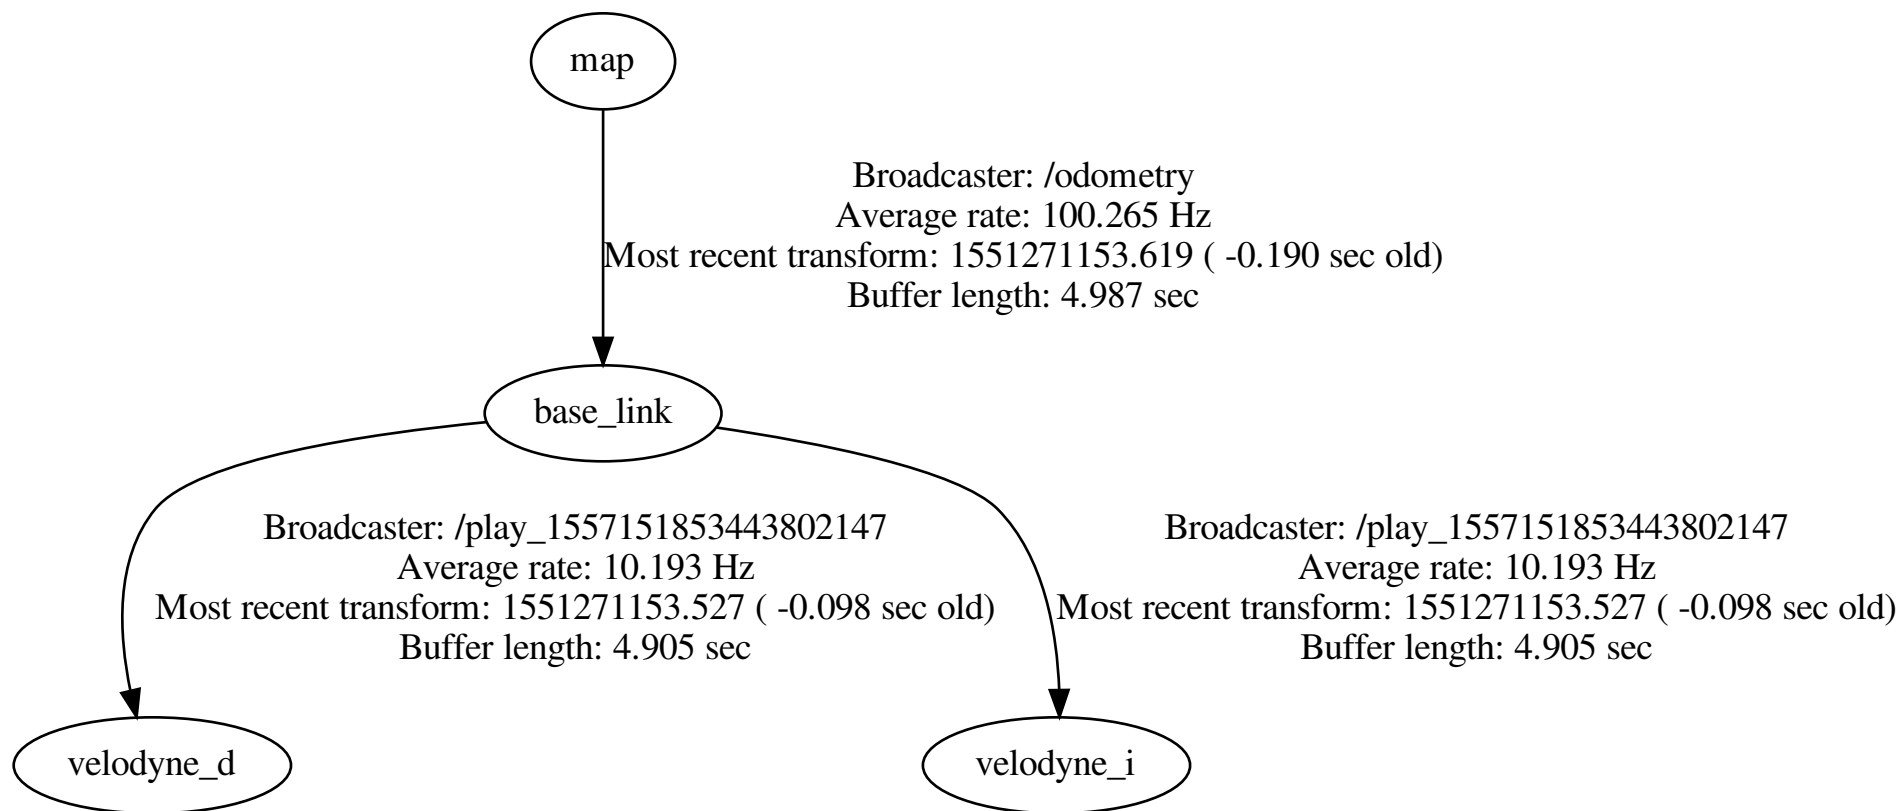 map
Broadcaster: /odometry
Average rate: 100.265 Hz
Most recent transform: 1551271153.619 ( -0.190 sec old)
Buffer length: 4.987 sec
base_link
Broadcaster: /play_1557151853443802147
Average rate: 10.193 Hz
Most recent transform: 1551271153.527 ( -0.098 sec old)
Buffer length: 4.905 sec
Broadcaster: /play_1557151853443802147
Average rate: 10.193 Hz
Most recent transform: 1551271153.527 ( -0.098 sec old)
Buffer length: 4.905 sec
velodyne_d
velodyne_i